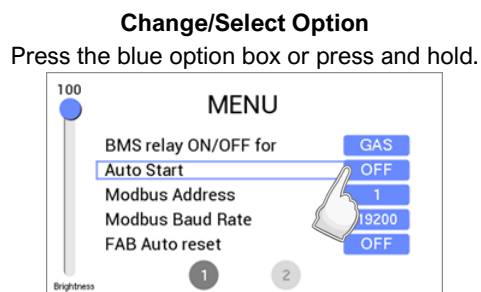 Change/Select Option
Press the blue option box or press and hold.
100
MENU
BMS relay ON/OFF for GAS
Auto Start OFF
Modbus Address 1
Modbus Baud Rate 19200
FAB Auto reset OFF
1 2
Brightness